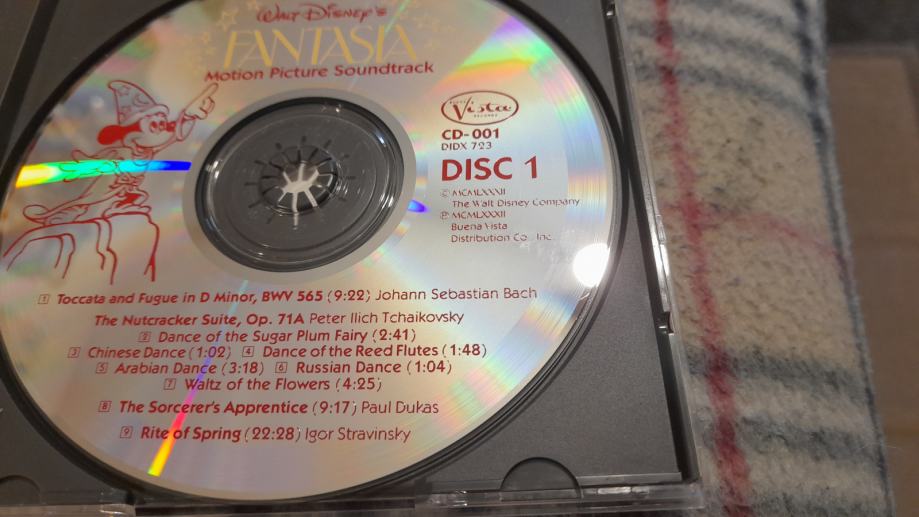 WALT DISNEY'S
FANTASIA
Motion Picture Soundtrack
Vista
RECORDS
CD-001
DIDX 723
DISC 1
© MCMLXXXII
The Walt Disney Company
℗ MCMLXXXII
Buena Vista
Distribution Co., Inc.
1 Toccata and Fugue in D Minor, BWV 565 (9:22) Johann Sebastian Bach
The Nutcracker Suite, Op. 71A Peter Ilich Tchaikovsky
2 Dance of the Sugar Plum Fairy (2:41)
3 Chinese Dance (1:02) 4 Dance of the Reed Flutes (1:48)
5 Arabian Dance (3:18) 6 Russian Dance (1:04)
7 Waltz of the Flowers (4:25)
8 The Sorcerer's Apprentice (9:17) Paul Dukas
9 Rite of Spring (22:28) Igor Stravinsky